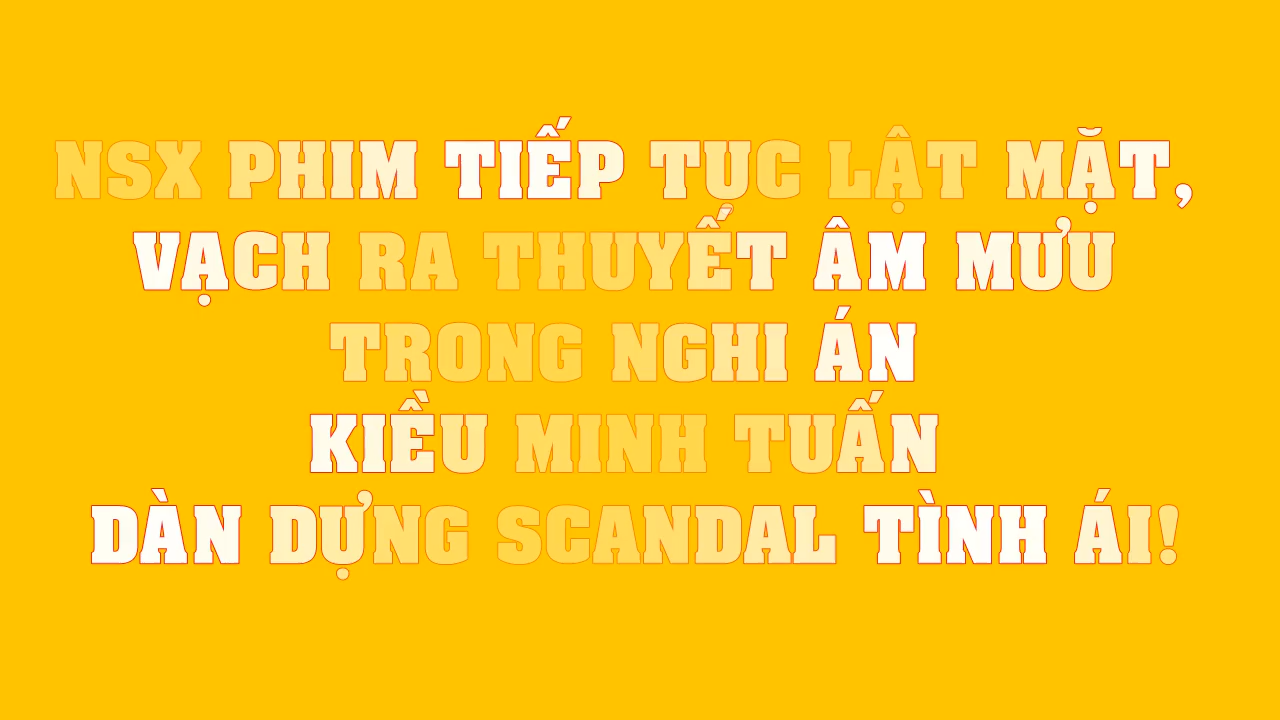 NSX PHIM TIẾP TỤC LẬT MẶT,
VẠCH RA THUYẾT ÂM MƯU
TRONG NGHI ÁN
KIỀU MINH TUẤN
DÀN DỰNG SCANDAL TÌNH ÁI!